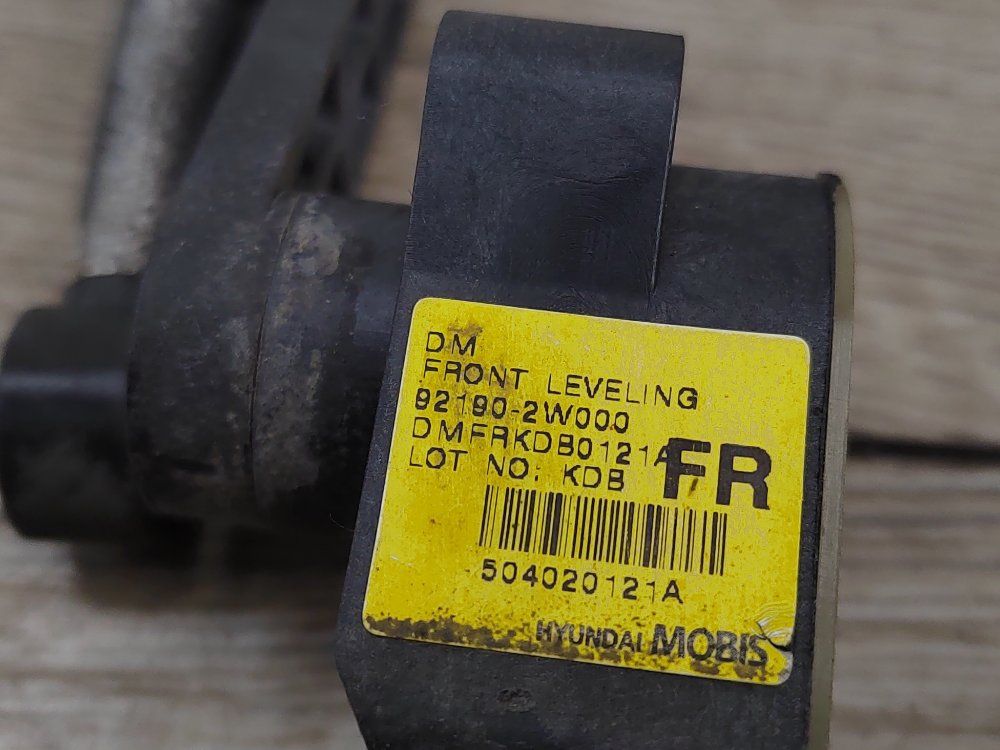 DM
FRONT LEVELING
92190-2W000
DMFRKDB0121A
LOT NO: KDB
FR
504020121A
HYUNDAI MOBIS